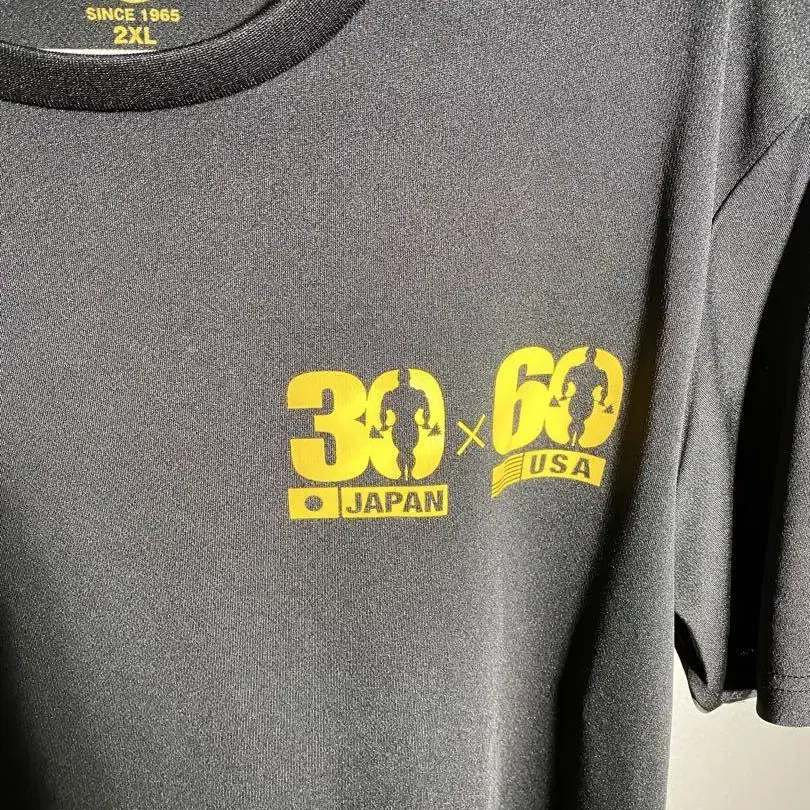 SINCE 1965
2XL
30 × 60
JAPAN USA